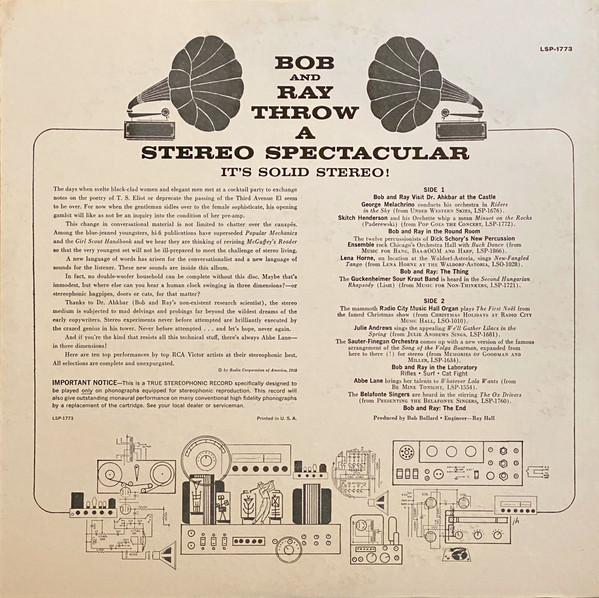 LSP-1773
BOB
AND
RAY
THROW
A
STEREO SPECTACULAR
IT'S SOLID STEREO!
The days when svelte black-clad women and elegant men met at a cocktail party to exchange
notes on the poetry of T. S. Eliot or deprecate the passing of the Third Avenue El seem
to be over. For now when the gentleman sidles over to the female sophisticate, his opening
gambit will like as not be an inquiry into the condition of her pre-amp.
This change in conversational material is not limited to chatter over the canapés.
Among the blue-jeaned youngsters, hi-fi publications have superseded Popular Mechanics
and the Girl Scout Handbook and we hear they are thinking of revising McGuffey's Reader
so that the very youngest set will not be ill-prepared to meet the challenge of stereo living.
A new language of words has arisen for the conversationalist and a new language of
sounds for the listener. These new sounds are inside this album.
In fact, no double-woofer household can be complete without this disc. Maybe that's
immodest, but where else can you hear a human clock swinging in three dimensions?—or
stereophonic bagpipes, doors or cats, for that matter?
Thanks to Dr. Ahkbar (Bob and Ray's non-existent research scientist), the stereo
medium is subjected to mad delvings and probings far beyond the wildest dreams of the
early copywriters. Stereo experiments never before attempted are brilliantly executed by
the crazed genius in his tower. Never before attempted . . . and let's hope, never again.
And if you're the kind that resists all this technical stuff, there's always Abbe Lane—
in three dimensions!
Here are ten top performances by top RCA Victor artists at their stereophonic best.
All selections are complete and unexpurgated.
© by Radio Corporation of America, 1958
IMPORTANT NOTICE—This is a TRUE STEREOPHONIC RECORD specifically designed to
be played only on phonographs equipped for stereophonic reproduction. This record will
also give outstanding monaural performance on many conventional high fidelity phonographs
by a replacement of the cartridge. See your local dealer or serviceman.
LSP-1773 Printed in U. S. A.
SIDE 1
Bob and Ray Visit Dr. Ahkbar at the Castle
George Melachrino conducts his orchestra in Riders
in the Sky (from UNDER WESTERN SKIES, LSP-1676).
Skitch Henderson and his Orchestra whip a mean Minuet on the Rocks
(Paderewski) (from POP GOES THE CONCERT, LSP-1772).
Bob and Ray in the Round Room
The twelve percussionists of Dick Schory's New Percussion
Ensemble rock Chicago's Orchestra Hall with Buck Dance (from
MUSIC FOR BANG, BAA-ROOM AND HARP, LSP-1866).
Lena Horne, on location at the Waldorf-Astoria, sings New-Fangled
Tango (from LENA HORNE AT THE WALDORF-ASTORIA, LSO-1028).
Bob and Ray: The Thing
The Guckenheimer Sour Kraut Band is heard in the Second Hungarian
Rhapsody (Liszt) (from MUSIC FOR NON-THINKERS, LSP-1721).
SIDE 2
The mammoth Radio City Music Hall Organ plays The First Noël from
the famed Christmas show (from CHRISTMAS HOLIDAYS AT RADIO CITY
MUSIC HALL, LSO-1010).
Julie Andrews sings the appealing We'll Gather Lilacs in the
Spring (from JULIE ANDREWS SINGS, LSP-1681).
The Sauter-Finegan Orchestra comes up with a new version of the famous
arrangement of the Song of the Volga Boatman, expanded from
here to there (!) for stereo (from MEMORIES OF GOODMAN AND
MILLER, LSP-1634).
Bob and Ray in the Laboratory
Rifles • Surf • Cat Fight
Abbe Lane brings her talents to Whatever Lola Wants (from
BE MINE TONIGHT, LSP-1554).
The Belafonte Singers are heard in the stirring The Ox Drivers
(from PRESENTING THE BELAFONTE SINGERS, LSP-1760).
Bob and Ray: The End
Produced by Bob Bollard • Engineer—Ray Hall